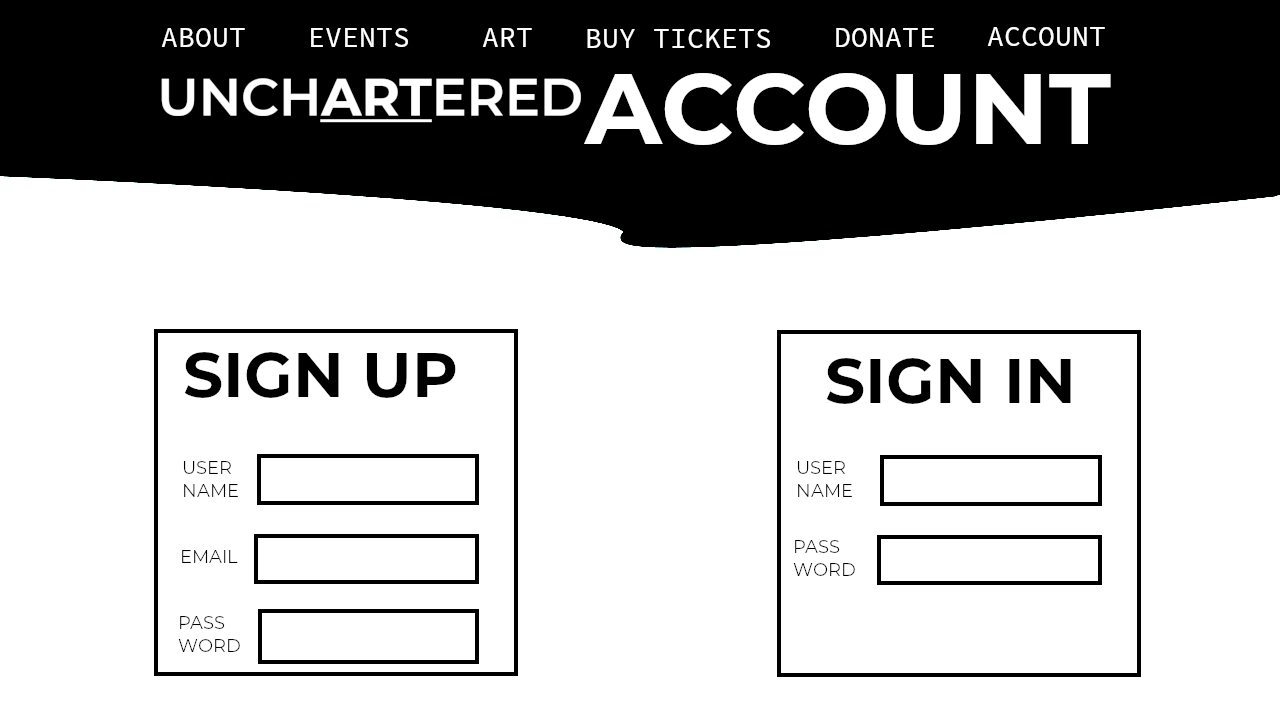 ABOUT EVENTS ART BUY TICKETS DONATE ACCOUNT
UNCHARTERED ACCOUNT
SIGN UP
USER
NAME
EMAIL
PASS
WORD
SIGN IN
USER
NAME
PASS
WORD